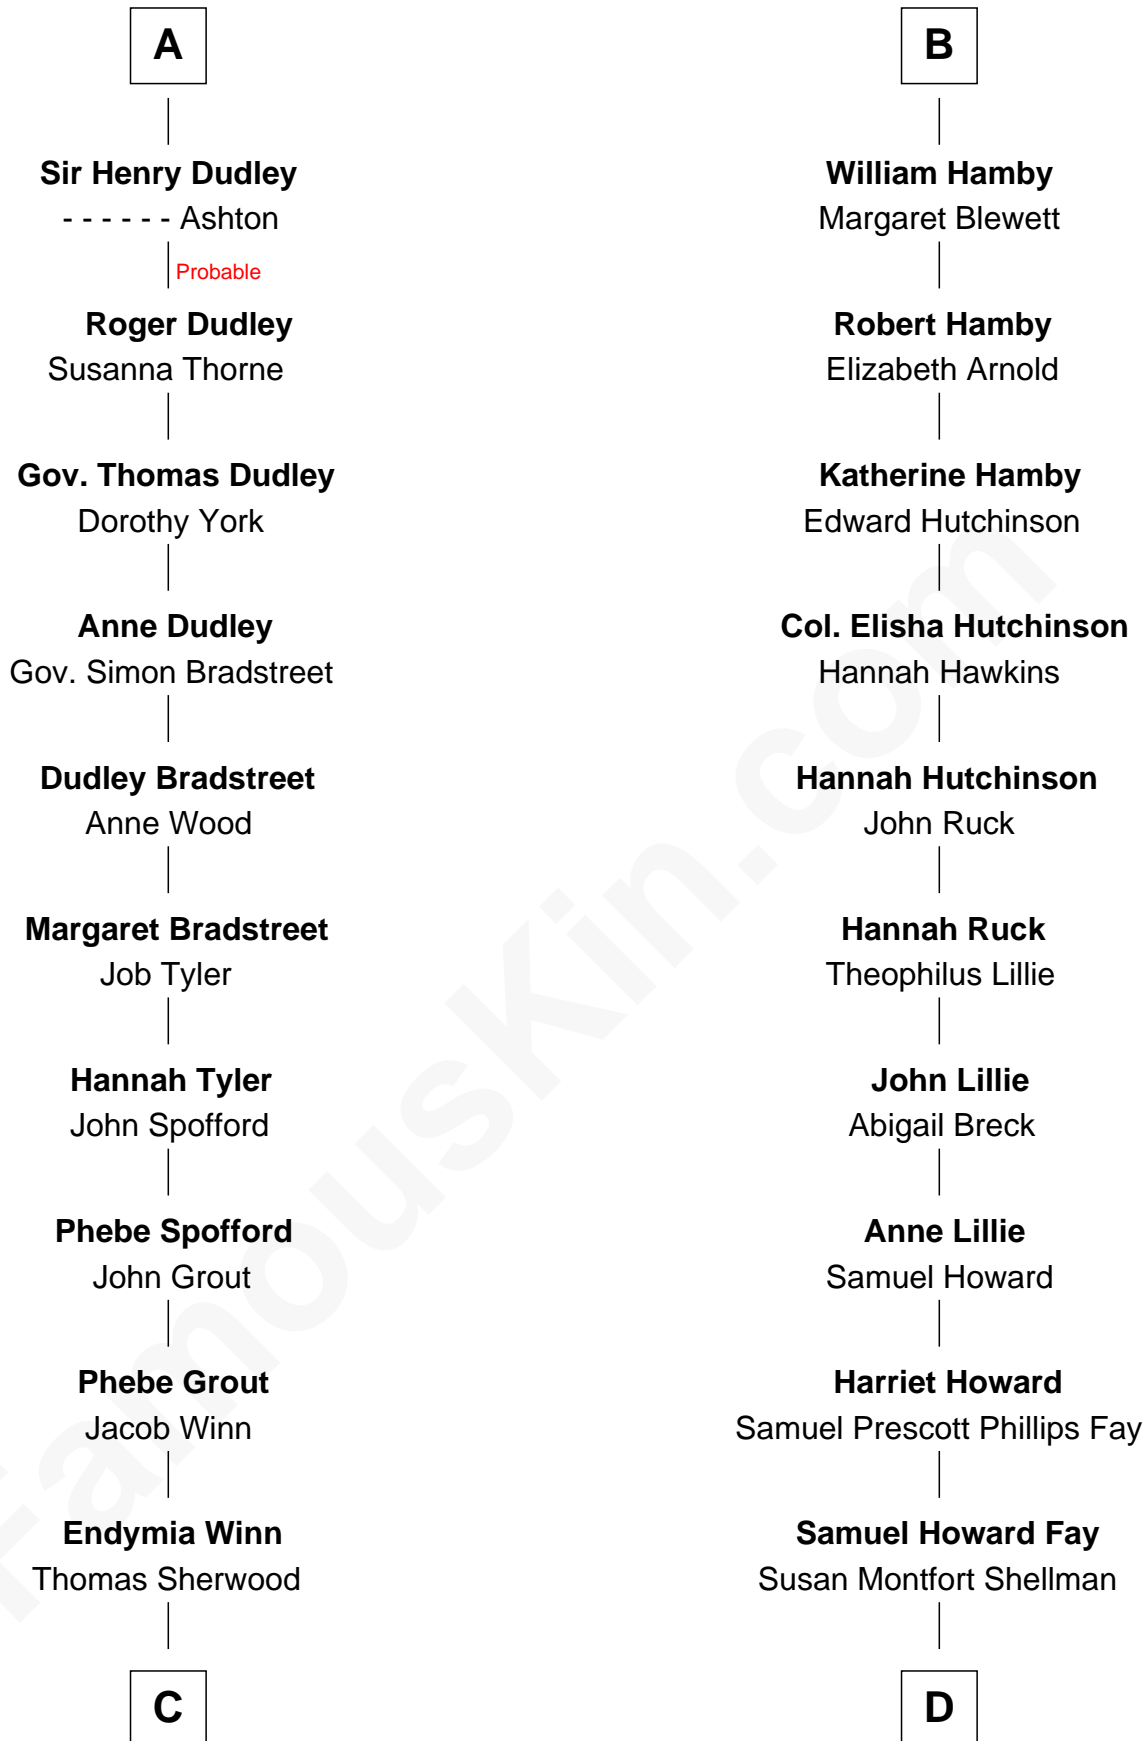 A
Sir Henry Dudley
- - - - - - Ashton
Probable
Roger Dudley
Susanna Thorne
Gov. Thomas Dudley
Dorothy York
Anne Dudley
Gov. Simon Bradstreet
Dudley Bradstreet
Anne Wood
Margaret Bradstreet
Job Tyler
Hannah Tyler
John Spofford
Phebe Spofford
John Grout
Phebe Grout
Jacob Winn
Endymia Winn
Thomas Sherwood
C
B
William Hamby
Margaret Blewett
Robert Hamby
Elizabeth Arnold
Katherine Hamby
Edward Hutchinson
Col. Elisha Hutchinson
Hannah Hawkins
Hannah Hutchinson
John Ruck
Hannah Ruck
Theophilus Lillie
John Lillie
Abigail Breck
Anne Lillie
Samuel Howard
Harriet Howard
Samuel Prescott Phillips Fay
Samuel Howard Fay
Susan Montfort Shellman
D
FamousKin.com